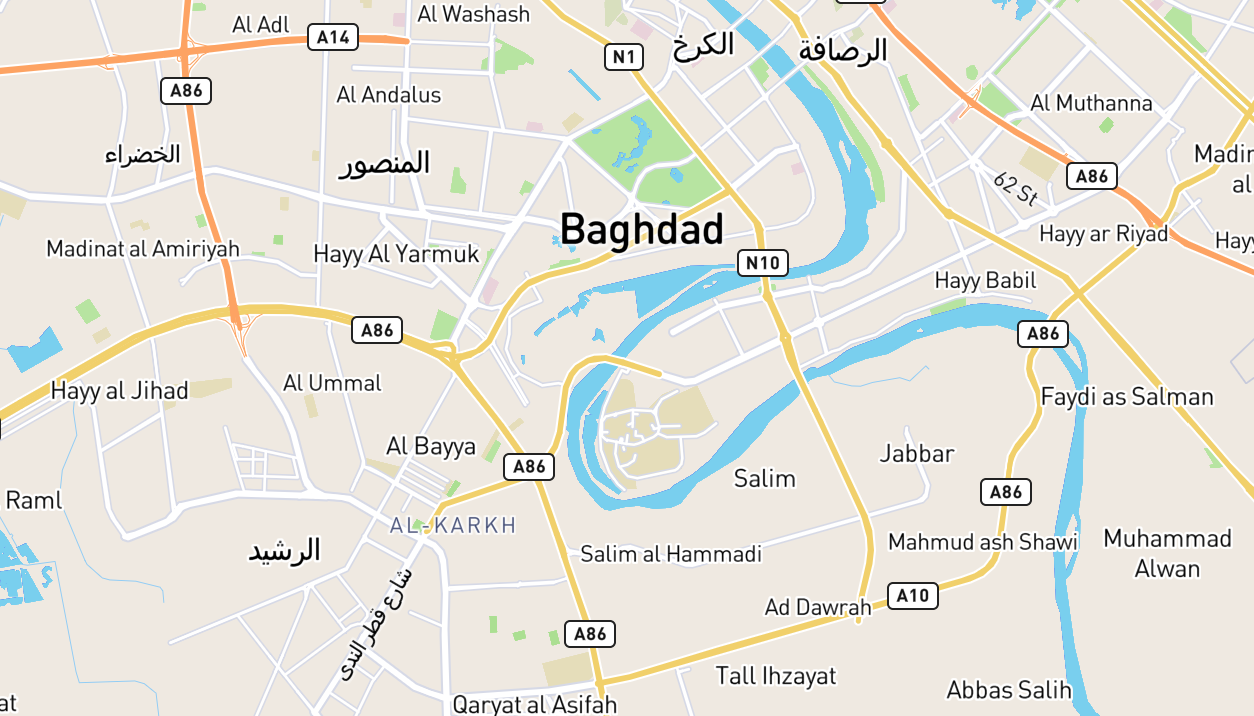 Al Washash
Al Adl
A14
الكرخ
الرصافة
N1
A86
Al Andalus
Al Muthanna
الخضراء
المنصور
A86
62 St
Baghdad
Madinat al Amiriyah
Hayy Al Yarmuk
Hayy ar Riyad
N10
Hayy Babil
A86
A86
Hayy al Jihad
Al Ummal
Faydi as Salman
Al Bayya
Jabbar
A86
Salim
A86
Raml
AL-KARKH
الرشيد
Salim al Hammadi
Mahmud ash Shawi
Muhammad
Alwan
شارع قطر الندى
Ad Dawrah
A10
A86
Tall Ihzayat
Abbas Salih
Qaryat al Asifah